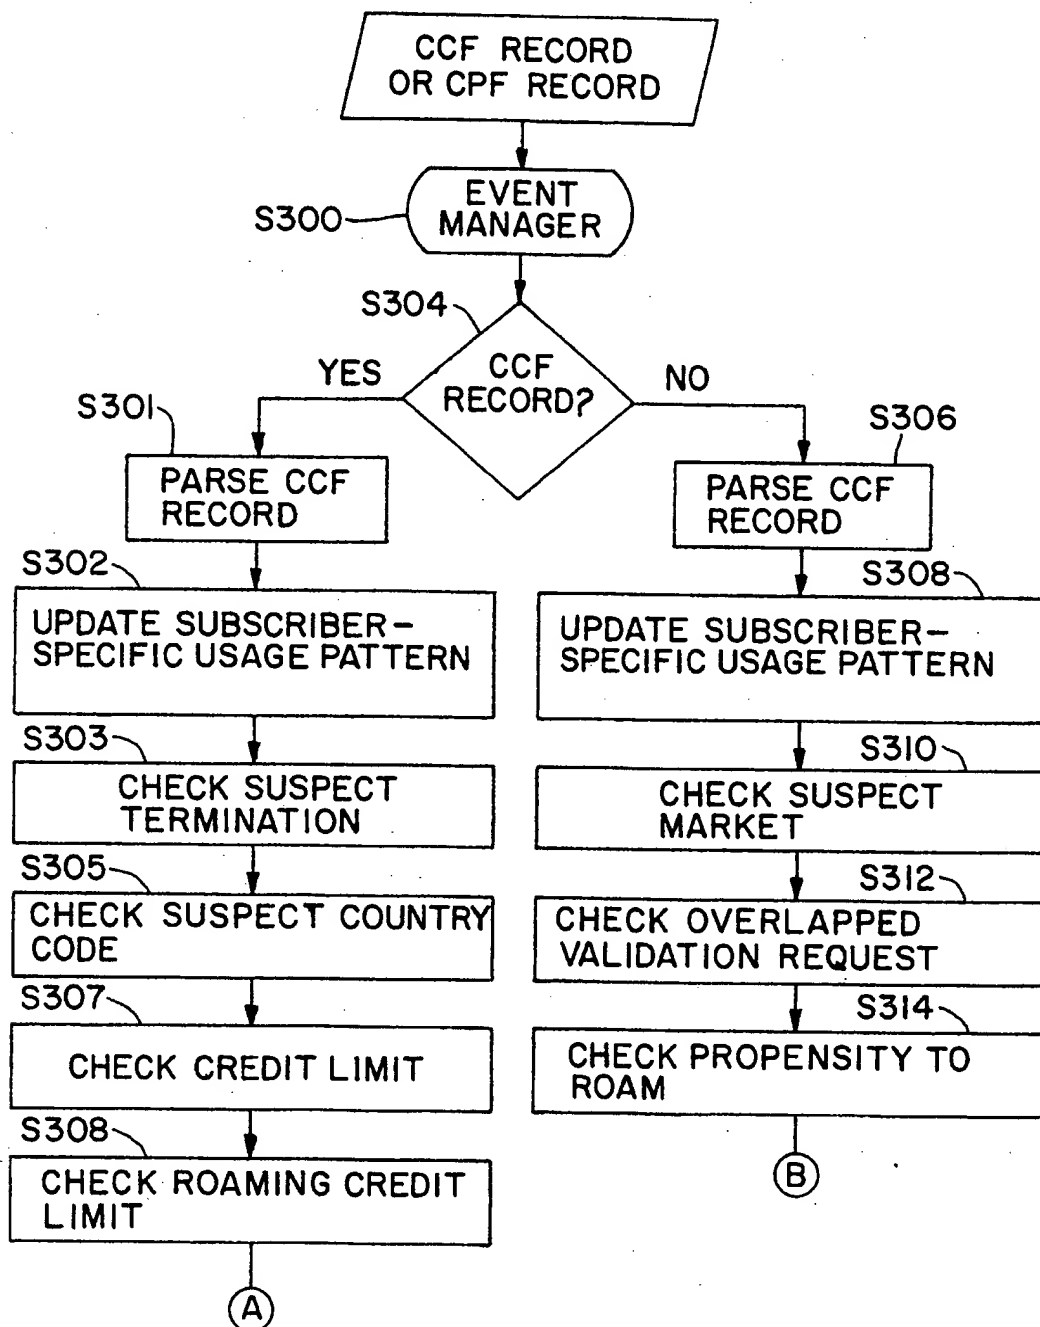 CCF RECORD
OR CPF RECORD
S300
EVENT
MANAGER
S304
CCF
RECORD?
YES
NO
S301
PARSE CCF
RECORD
S306
PARSE CCF
RECORD
S302
UPDATE SUBSCRIBER-
SPECIFIC USAGE PATTERN
S308
UPDATE SUBSCRIBER-
SPECIFIC USAGE PATTERN
S303
CHECK SUSPECT
TERMINATION
S310
CHECK SUSPECT
MARKET
S305
CHECK SUSPECT COUNTRY
CODE
S312
CHECK OVERLAPPED
VALIDATION REQUEST
S307
CHECK CREDIT LIMIT
S314
CHECK PROPENSITY TO
ROAM
S308
CHECK ROAMING CREDIT
LIMIT
B
A